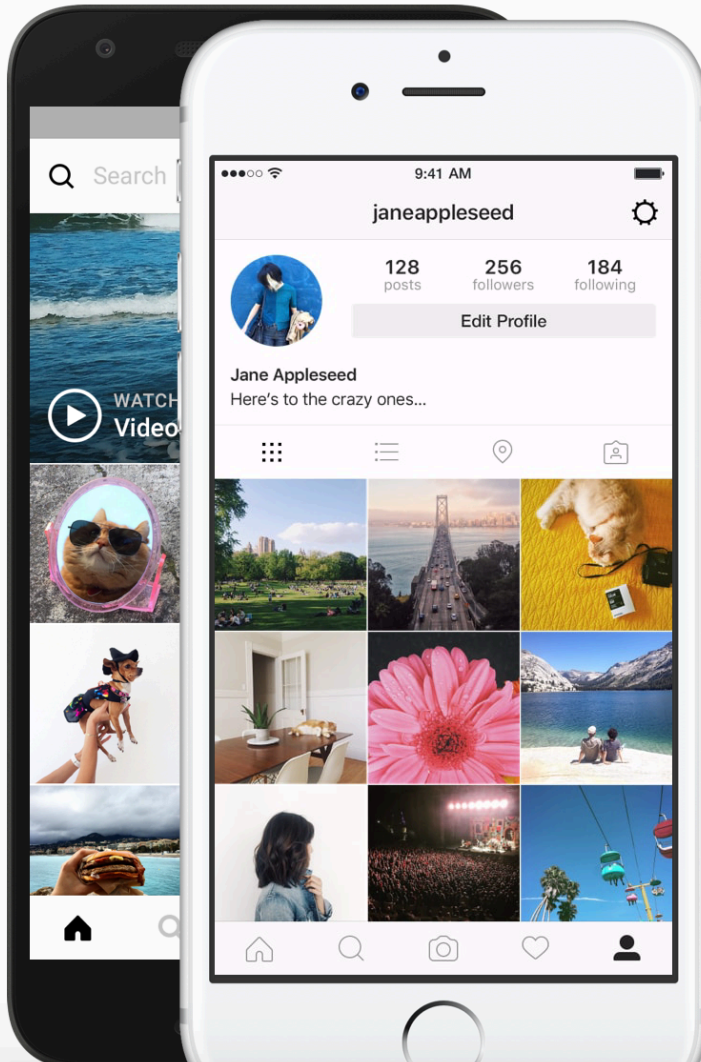 Search
WATCH
Video
9:41 AM
janeappleseed
128
256
184
posts
followers
following
Edit Profile
Jane Appleseed
Here's to the crazy ones...